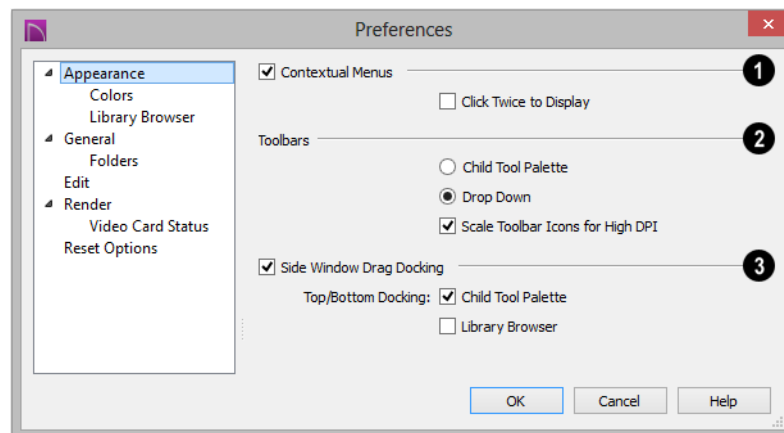 Preferences
Appearance
Colors
Library Browser
General
Folders
Edit
Render
Video Card Status
Reset Options
Contextual Menus 1
Click Twice to Display
Toolbars 2
Child Tool Palette
Drop Down
Scale Toolbar Icons for High DPI
Side Window Drag Docking 3
Top/Bottom Docking: Child Tool Palette
Library Browser
OK Cancel Help